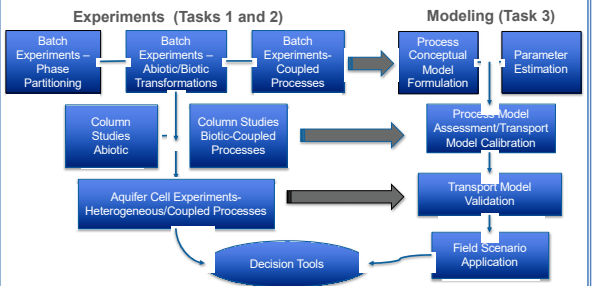 Experiments (Tasks 1 and 2)
Modeling (Task 3)
Batch
Experiments –
Phase
Partitioning
Batch
Experiments –
Abiotic/Biotic
Transformations
Batch
Experiments-
Coupled
Processes
Process
Conceptual
Model
Formulation
Parameter
Estimation
Column
Studies
Abiotic
Column Studies
Biotic-Coupled
Processes
Process Model
Assessment/Transport
Model Calibration
Aquifer Cell Experiments-
Heterogeneous/Coupled Processes
Transport Model
Validation
Decision Tools
Field Scenario
Application